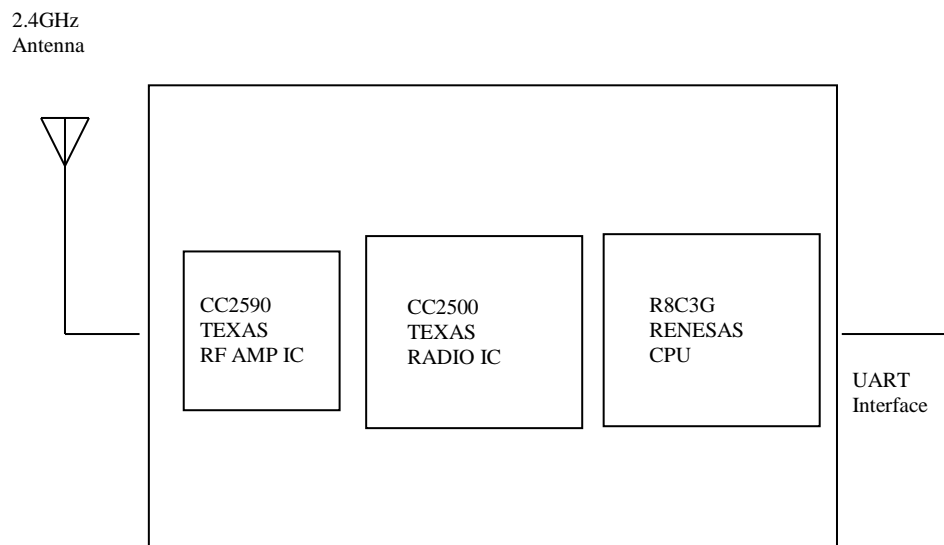 2.4GHz
Antenna
CC2590
TEXAS
RF AMP IC
CC2500
TEXAS
RADIO IC
R8C3G
RENESAS
CPU
UART
Interface